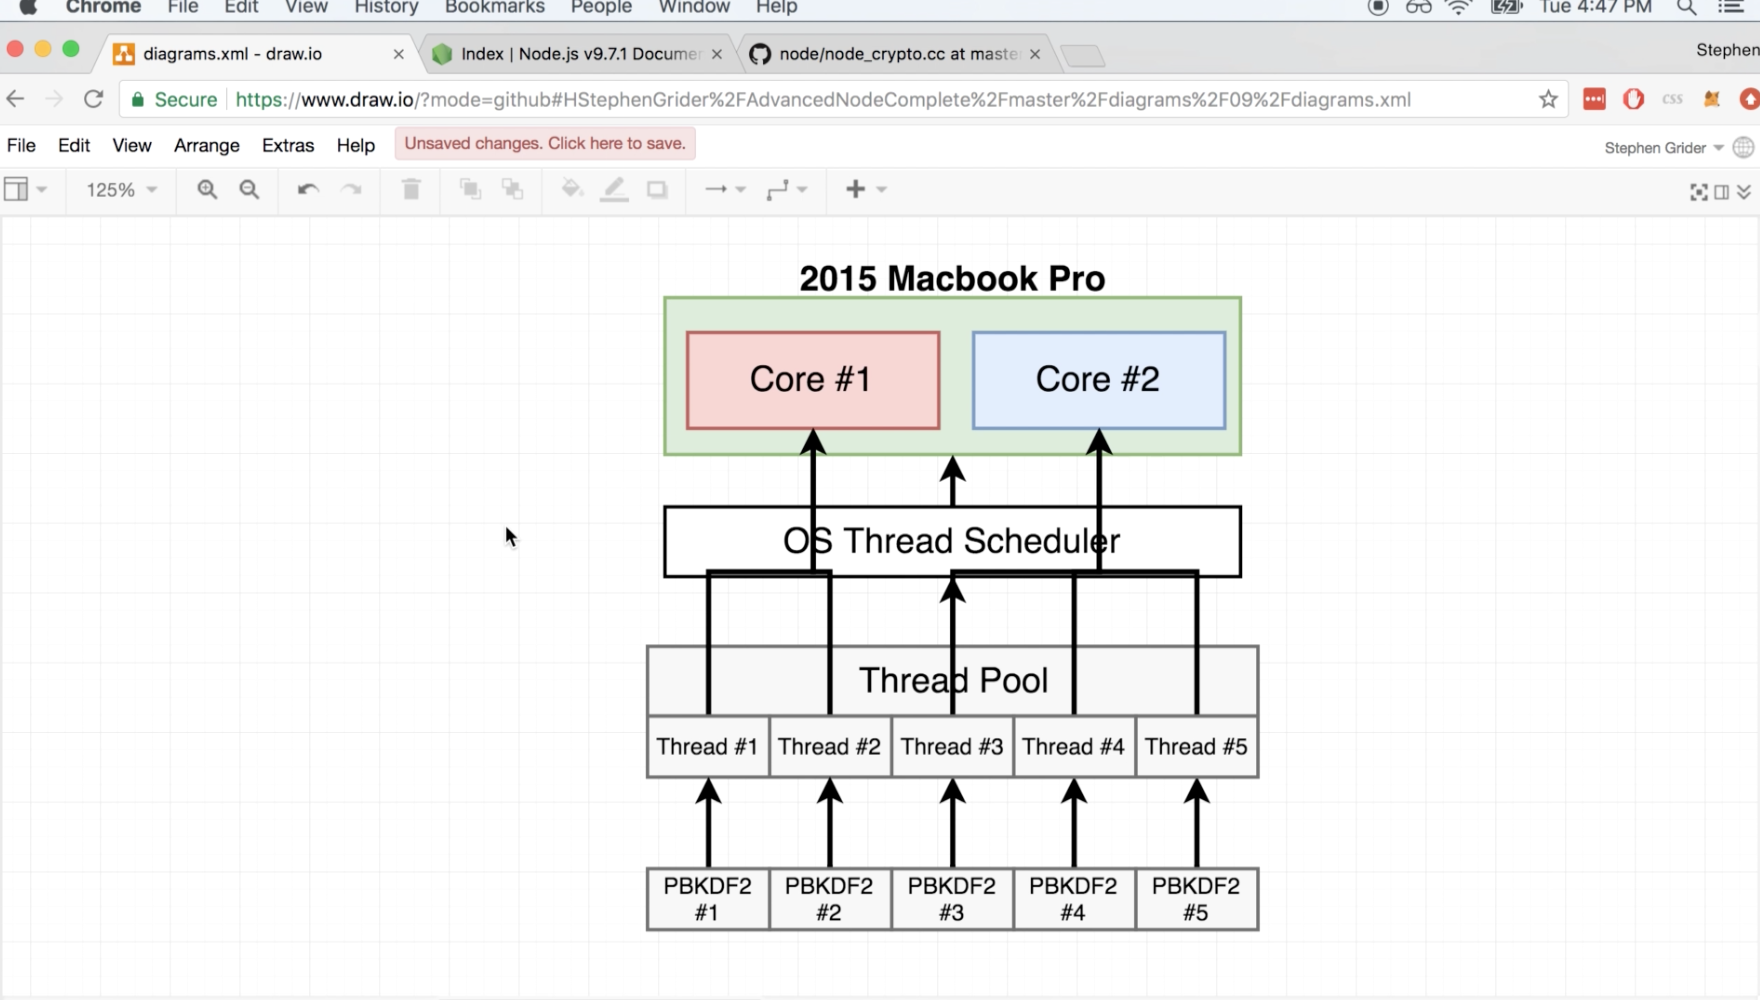 Chrome File Edit View History Bookmarks People Window Help Tue 4:47 PM
diagrams.xml - draw.io Index | Node.js v9.7.1 Docume node/node_crypto.cc at maste Stephen
Secure https://www.draw.io/?mode=github#HStephenGrider%2FAdvancedNodeComplete%2Fmaster%2Fdiagrams%2F09%2Fdiagrams.xml CSS
File Edit View Arrange Extras Help Unsaved changes. Click here to save. Stephen Grider
125%
2015 Macbook Pro
Core #1 Core #2
OS Thread Scheduler
Thread Pool
Thread #1 Thread #2 Thread #3 Thread #4 Thread #5
PBKDF2 PBKDF2 PBKDF2 PBKDF2 PBKDF2
#1 #2 #3 #4 #5